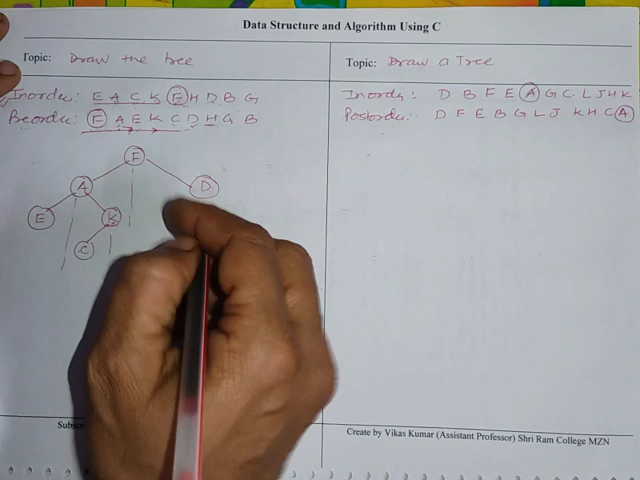 Data Structure and Algorithm Using C
Topic: Draw the tree
Inorder: E A C K F H D B G
Preorder: F A E K C D H G B
F
A D
E K
C
Topic: Draw a Tree
Inorder: D B F E A G C L J H K
Postorder: D F E B G L J K H C A
Subject
Create by Vikas Kumar (Assistant Professor) Shri Ram College MZN